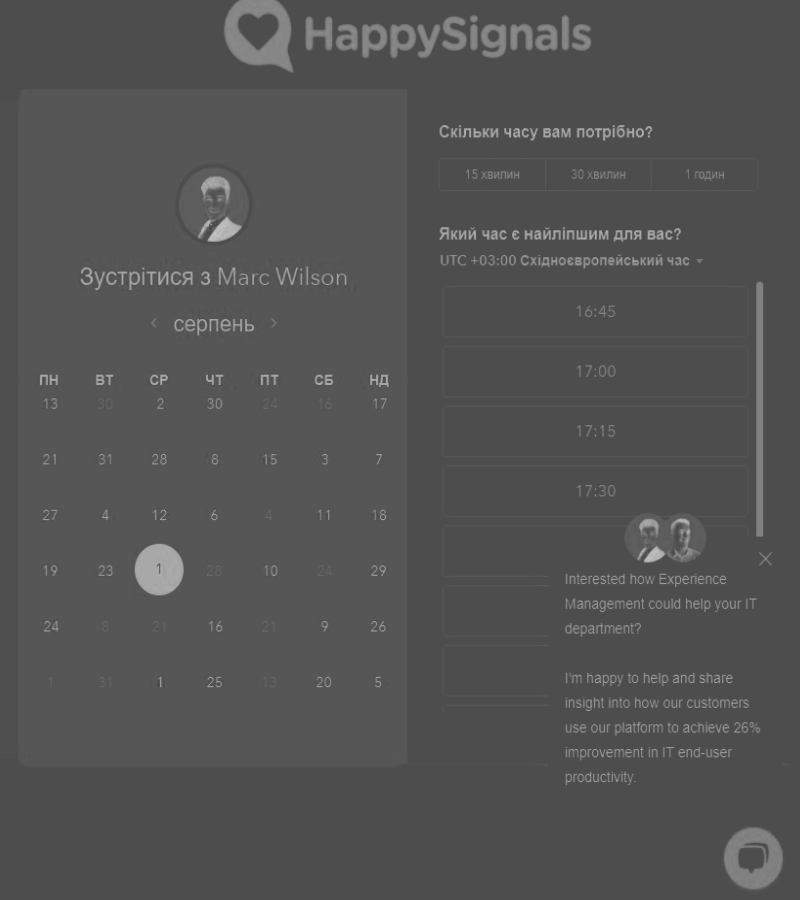 HappySignals
Зустрітися з Marc Wilson
серпень
ПН ВТ СР ЧТ ПТ СБ НД
13 30 2 30 24 16 17
21 31 28 8 15 3 7
27 4 12 6 4 11 18
19 23 1 28 10 24 29
24 8 21 16 21 9 26
1 31 1 25 13 20 5
Скільки часу вам потрібно?
15 хвилин 30 хвилин 1 годин
Який час є найліпшим для вас?
UTC +03:00 Східноєвропейський час
16:45
17:00
17:15
17:30
Interested how Experience
Management could help your IT
department?
I'm happy to help and share
insight into how our customers
use our platform to achieve 26%
improvement in IT end-user
productivity.